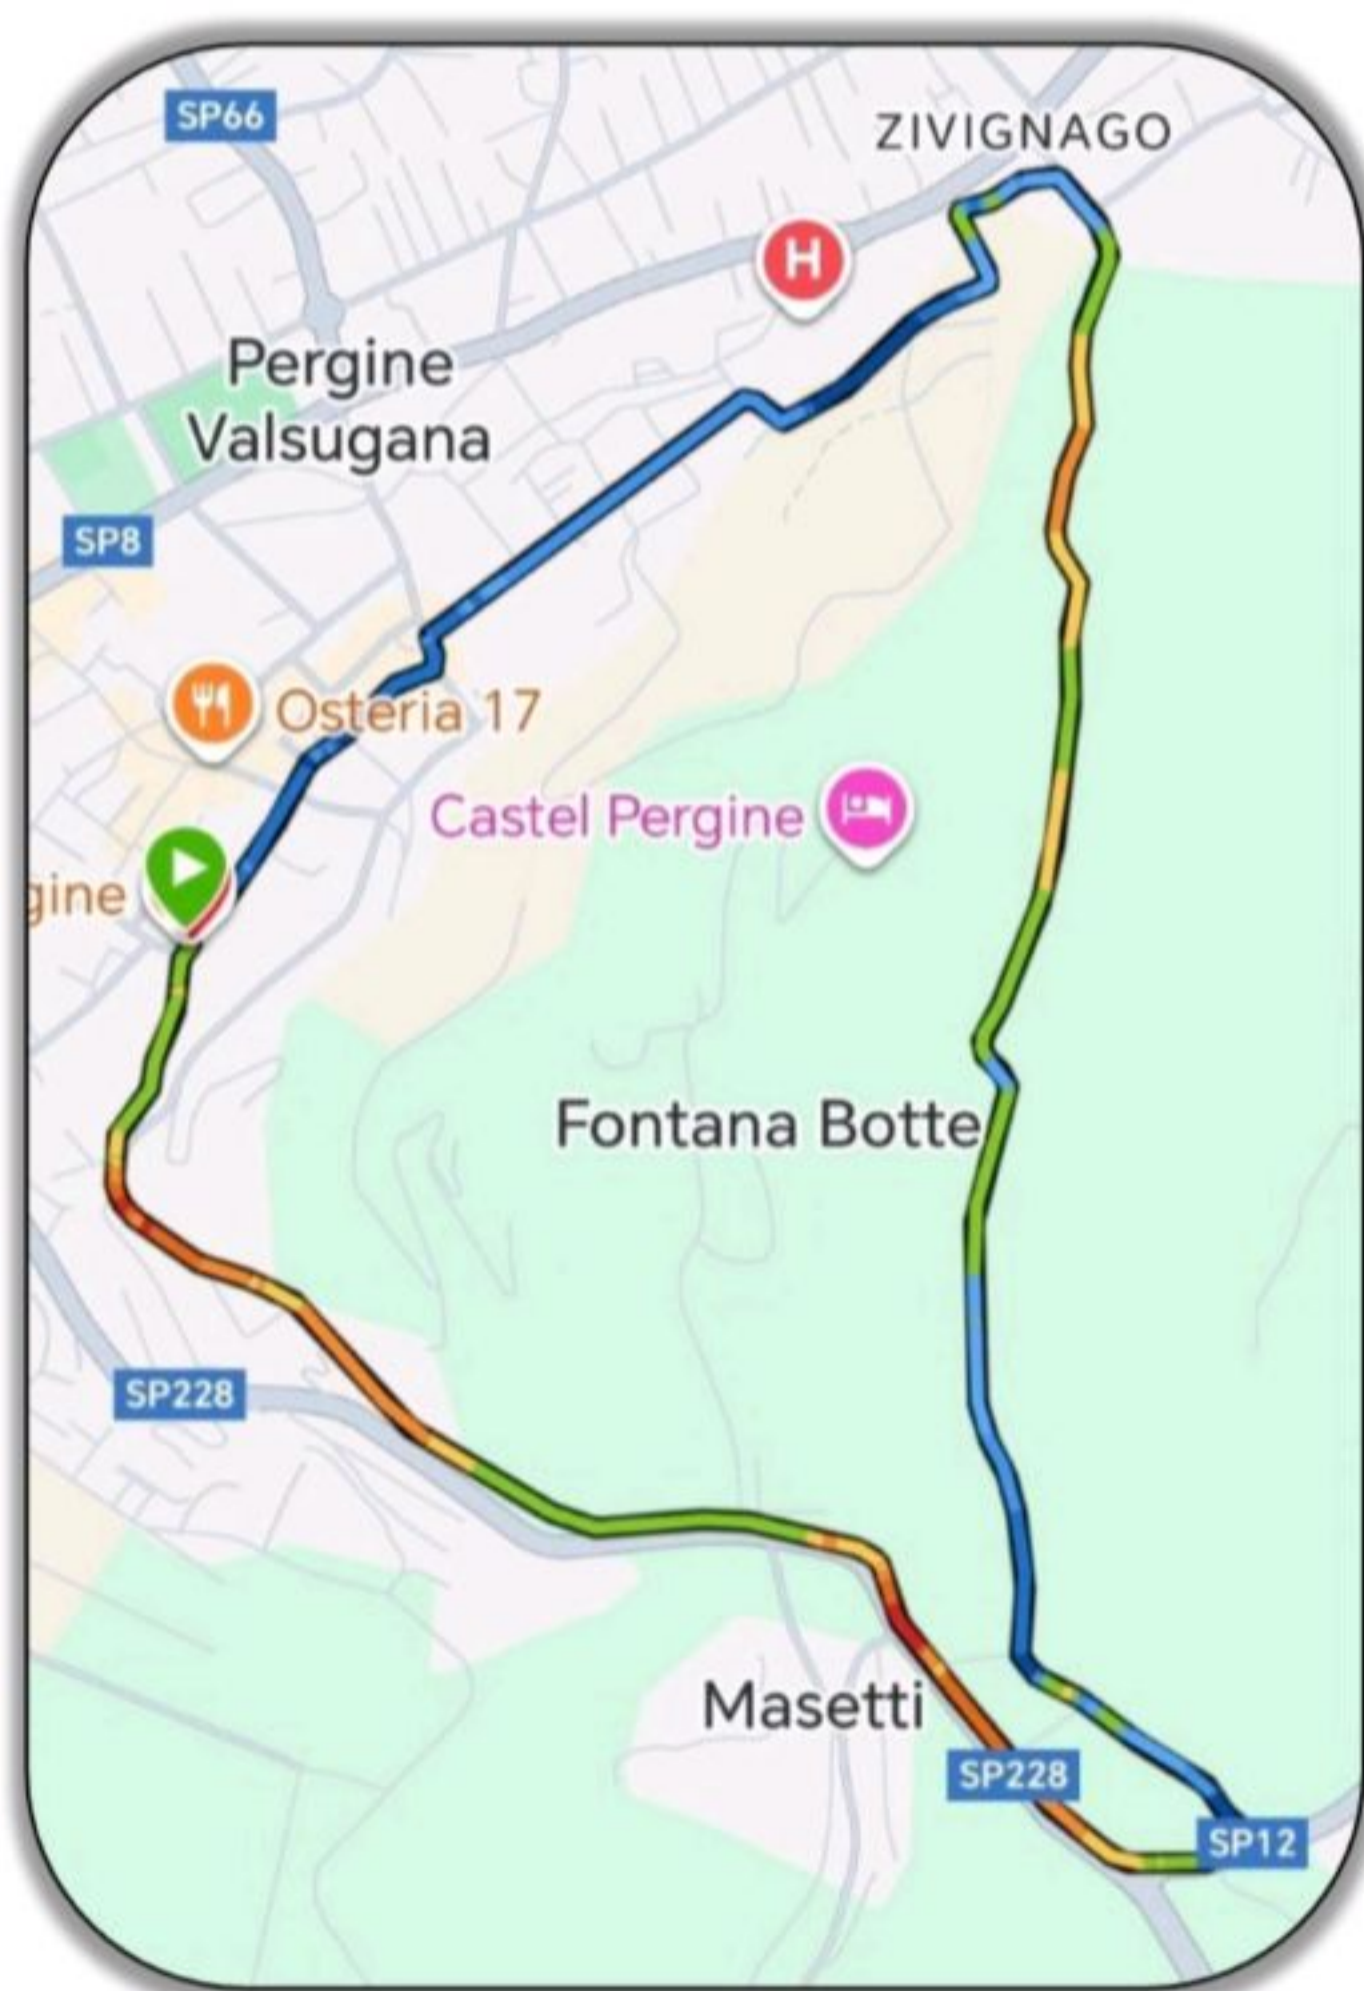 SP66
ZIVIGNAGO
H
Pergine
Valsugana
SP8
Osteria 17
Castel Pergine
gine
Fontana Botte
SP228
Masetti
SP228
SP12